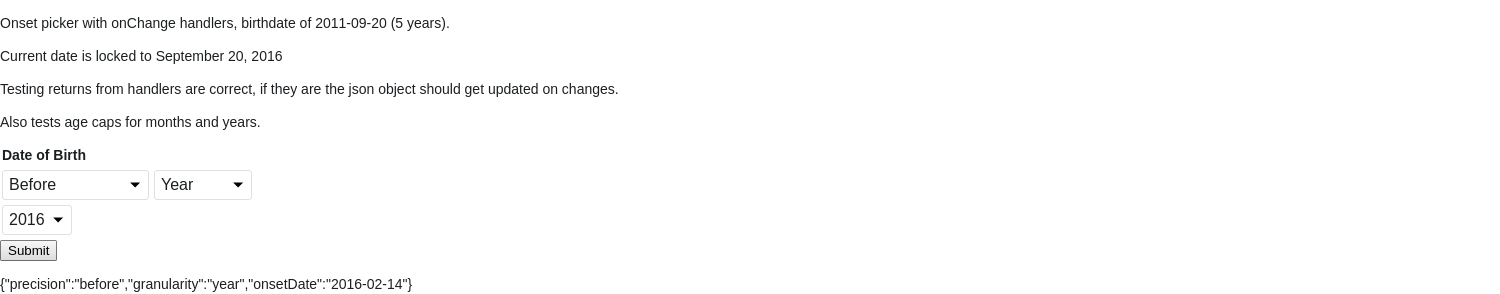 Onset picker with onChange handlers, birthdate of 2011-09-20 (5 years).
Current date is locked to September 20, 2016
Testing returns from handlers are correct, if they are the json object should get updated on changes.
Also tests age caps for months and years.
Date of Birth
Before Year
2016
Submit
{"precision":"before","granularity":"year","onsetDate":"2016-02-14"}